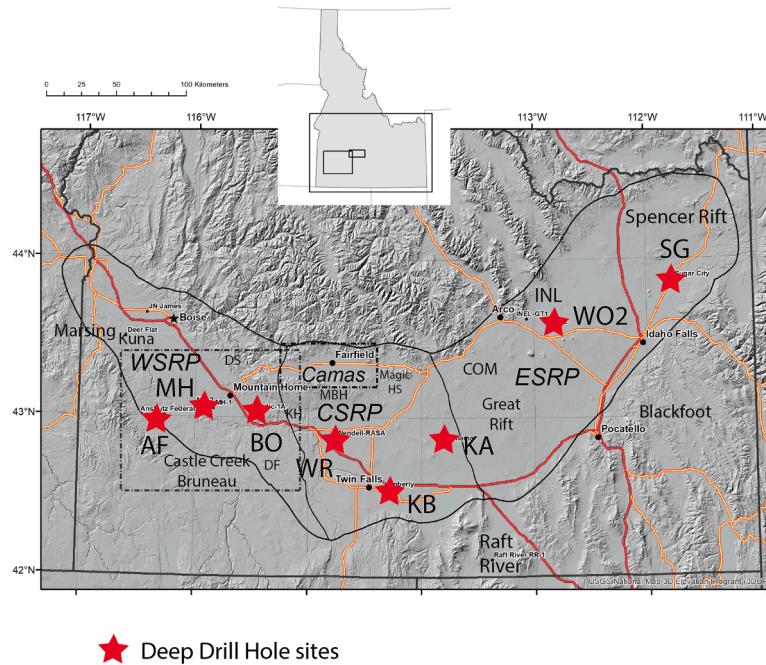 0 25 50 100 Kilometers
117°W
116°W
113°W
112°W
111°W
44°N
43°N
42°N
Spencer Rift
SG
Sugar City
INL
Arco
INEL-GT1
WO2
Idaho Falls
JN James
Boise
Marsing
Kuna
Deer Flat
WSRP
DS
Fairfield
Camas
Magic
HS
COM
ESRP
MH
Mountain Home
MH-1
MBH
CSRP
Great
Rift
Blackfoot
Anschutz Federal
KH
AF
BO
Wendell-RASA
WR
KA
Pocatello
Castle Creek
Bruneau
DF
Twin Falls
KB
Raft
River
Raft River RR-1
USGS National Map 3D Elevation Program (3DE
Deep Drill Hole sites